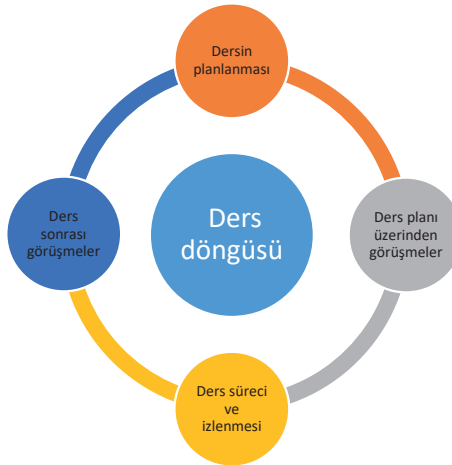 Dersin
planlanması
Ders
döngüsü
Ders planı
üzerinden
görüşmeler
Ders süreci
ve
izlenmesi
Ders
sonrası
görüşmeler